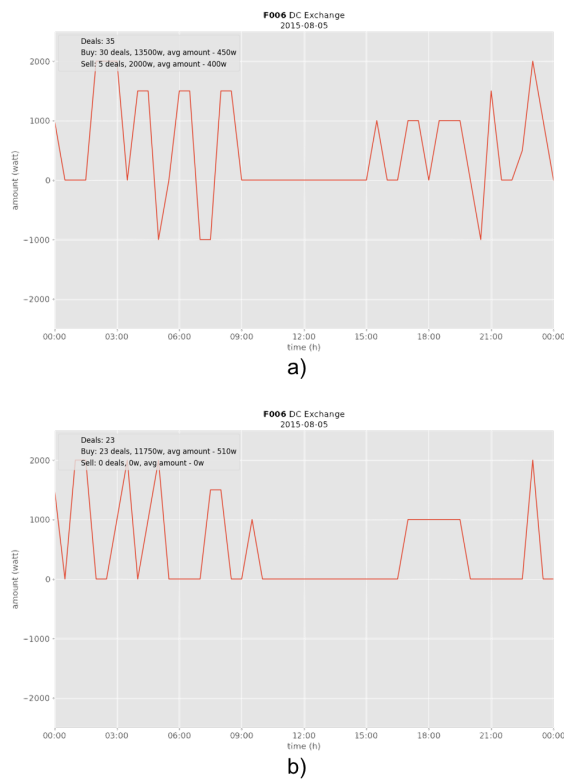 F006 DC Exchange
2015-08-05
Deals: 35
Buy: 30 deals, 13500w, avg amount - 450w
Sell: 5 deals, 2000w, avg amount - 400w
amount (watt)
2000
1000
0
−1000
−2000
00:00 03:00 06:00 09:00 12:00 15:00 18:00 21:00 00:00
time (h)
a)
F006 DC Exchange
2015-08-05
Deals: 23
Buy: 23 deals, 11750w, avg amount - 510w
Sell: 0 deals, 0w, avg amount - 0w
amount (watt)
2000
1000
0
−1000
−2000
00:00 03:00 06:00 09:00 12:00 15:00 18:00 21:00 00:00
time (h)
b)